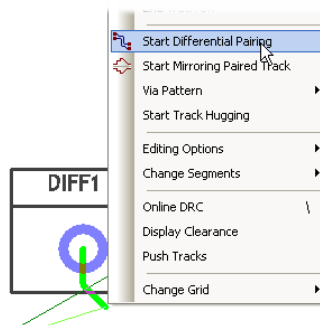 Start Differential Pairing
Start Mirroring Paired Track
Via Pattern
Start Track Hugging
Editing Options
Change Segments
Online DRC \
Display Clearance
Push Tracks
Change Grid
DIFF1